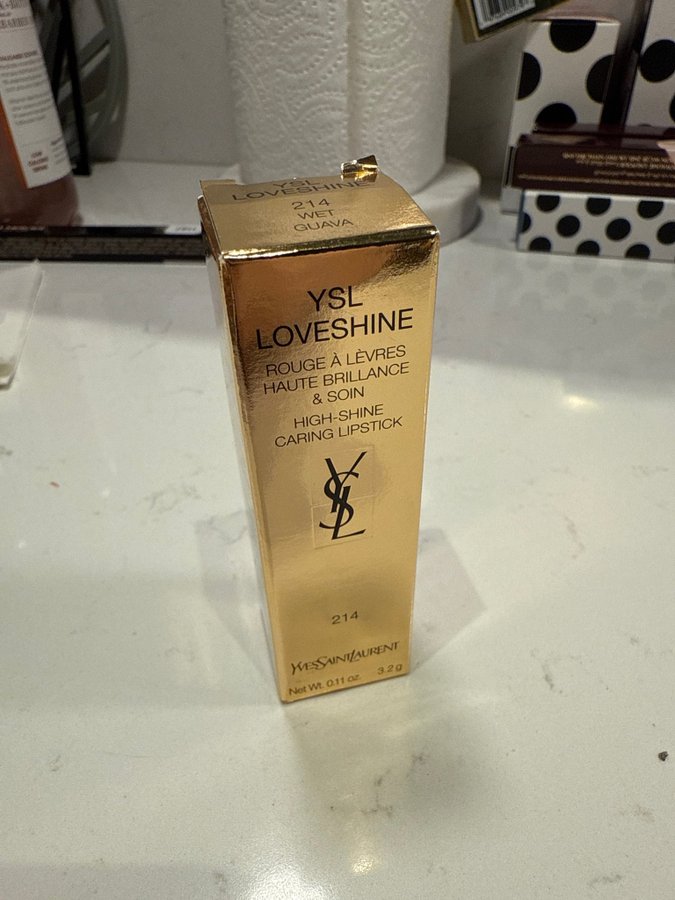 YSL
LOVESHINE
214
WET
GUAVA
YSL
LOVESHINE
ROUGE À LÈVRES
HAUTE BRILLANCE
& SOIN
HIGH-SHINE
CARING LIPSTICK
YSL
214
YVESSAINTLAURENT
Net Wt. 0.11 oz. 3.2 g